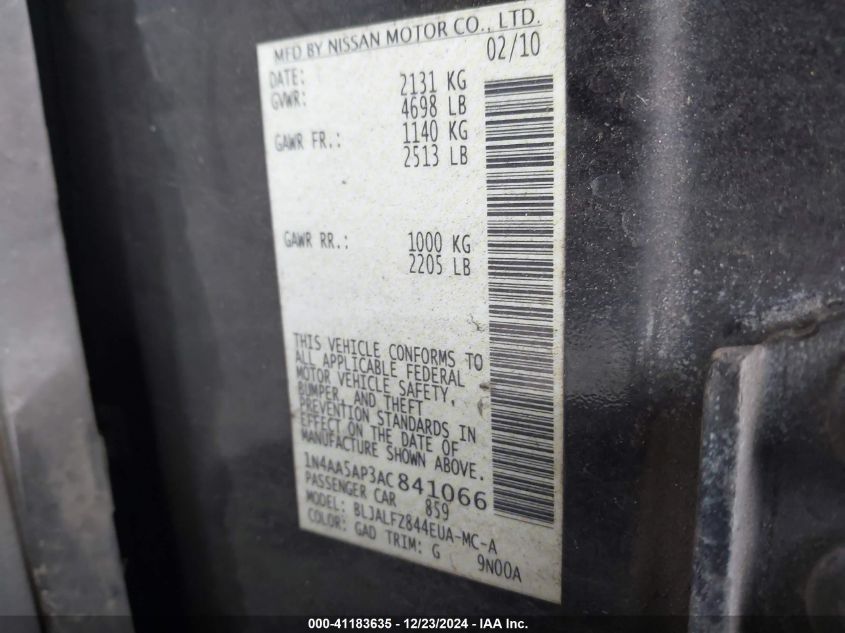 MFD BY NISSAN MOTOR CO., LTD.
DATE: 02/10
GVWR: 2131 KG
4698 LB
GAWR FR.: 1140 KG
2513 LB
GAWR RR.: 1000 KG
2205 LB
THIS VEHICLE CONFORMS TO
ALL APPLICABLE FEDERAL
MOTOR VEHICLE SAFETY,
BUMPER, AND THEFT
PREVENTION STANDARDS IN
EFFECT ON THE DATE OF
MANUFACTURE SHOWN ABOVE.
1N4AA5AP3AC841066
PASSENGER CAR 859
MODEL: BLJALFZ844EUA-MC-A
COLOR: GAD TRIM: G 9N00A
000-41183635 - 12/23/2024 - IAA Inc.